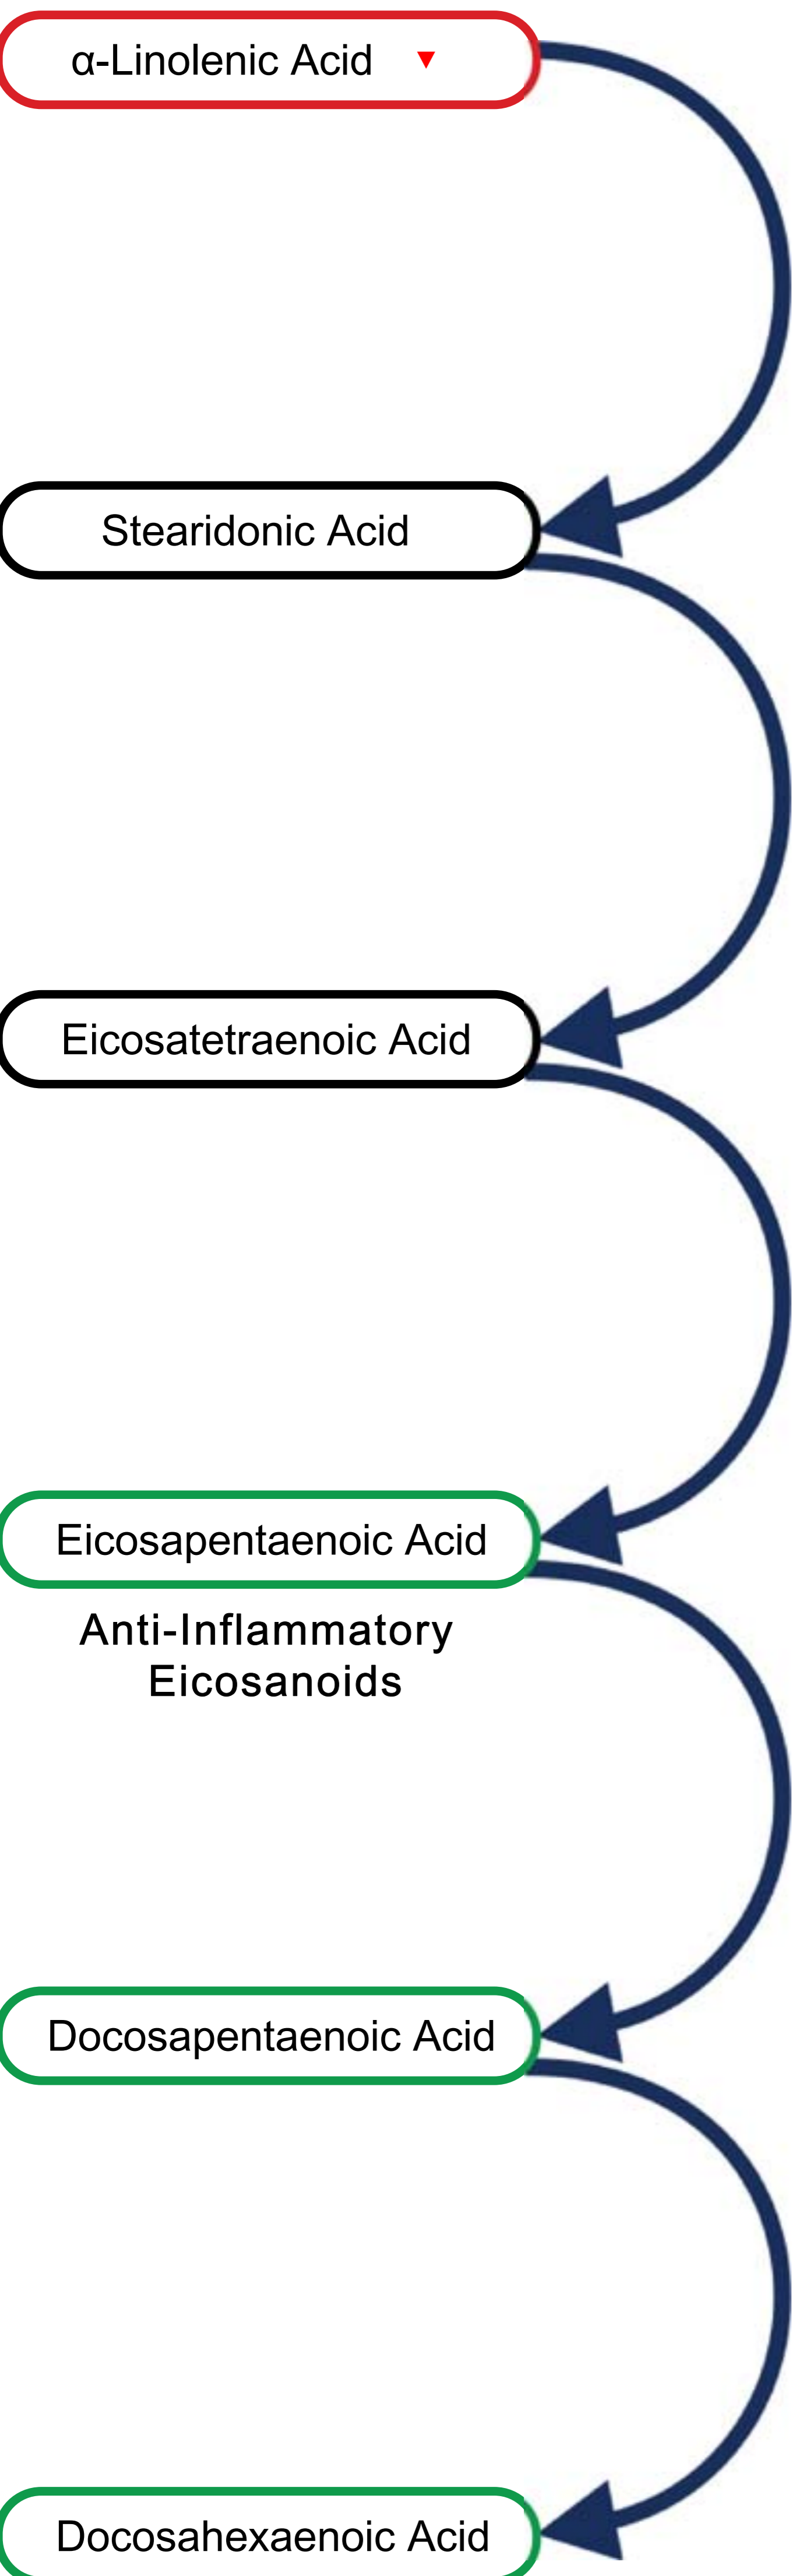 α-Linolenic Acid ▼
Stearidonic Acid
Eicosatetraenoic Acid
Eicosapentaenoic Acid
Anti-Inflammatory
Eicosanoids
Docosapentaenoic Acid
Docosahexaenoic Acid